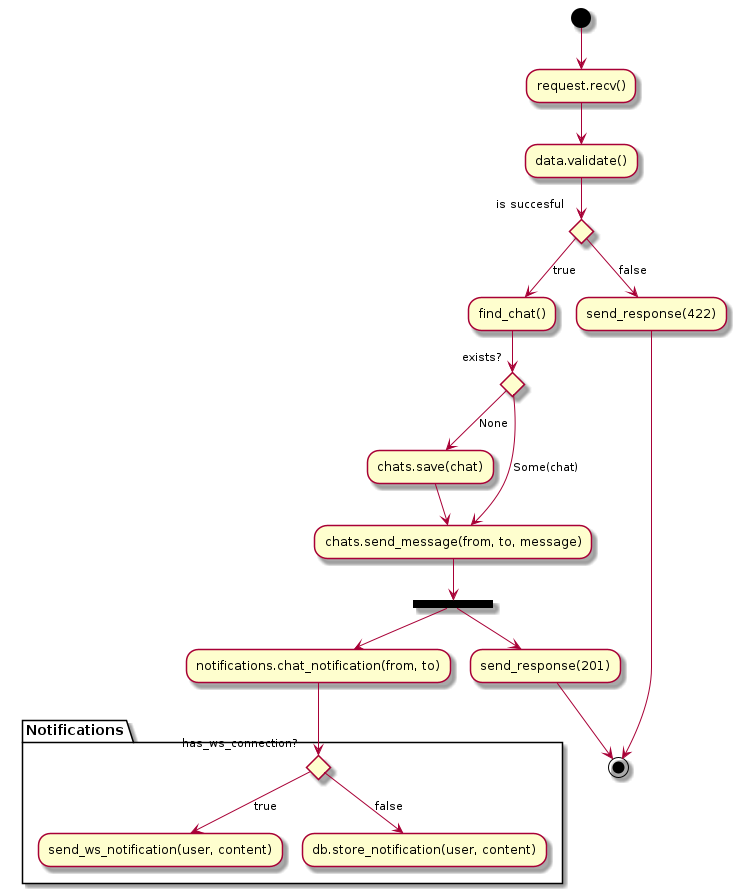 request.recv()
data.validate()
is succesful
true
false
find_chat()
send_response(422)
exists?
None
Some(chat)
chats.save(chat)
chats.send_message(from, to, message)
notifications.chat_notification(from, to)
send_response(201)
Notifications
has_ws_connection?
true
false
send_ws_notification(user, content)
db.store_notification(user, content)